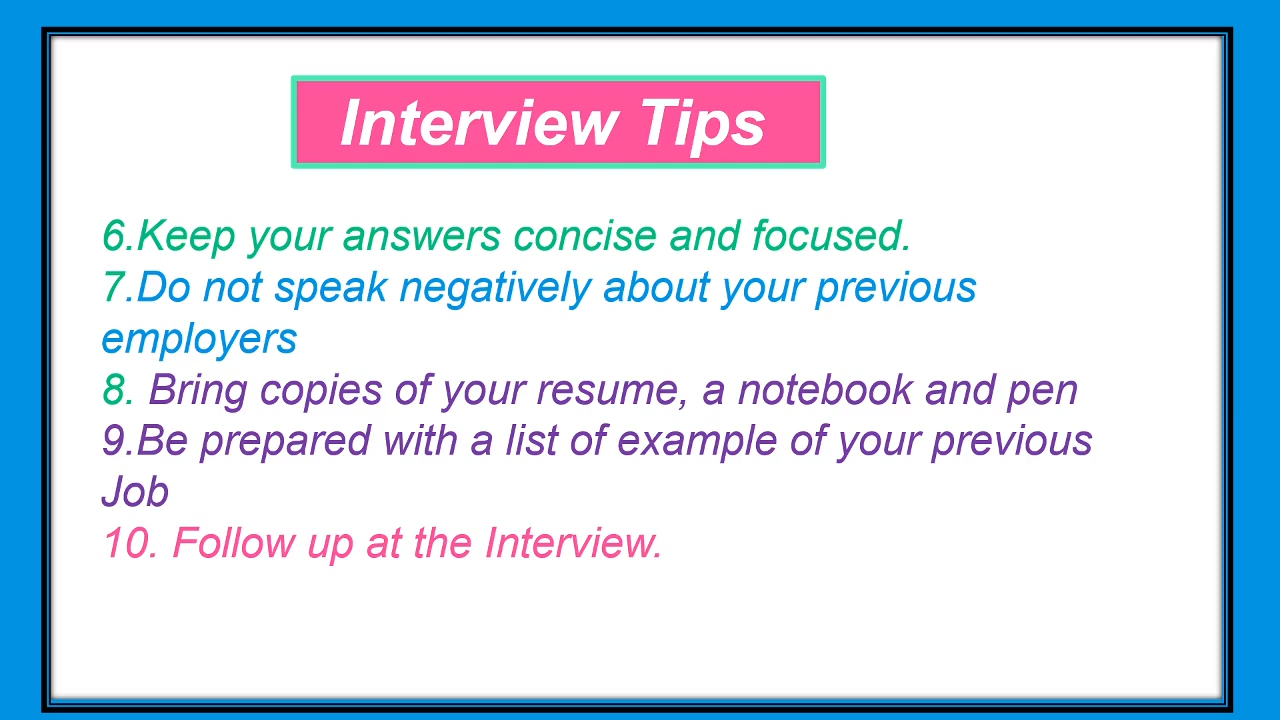 Interview Tips
6.Keep your answers concise and focused.
7.Do not speak negatively about your previous
employers
8. Bring copies of your resume, a notebook and pen
9.Be prepared with a list of example of your previous
Job
10. Follow up at the Interview.